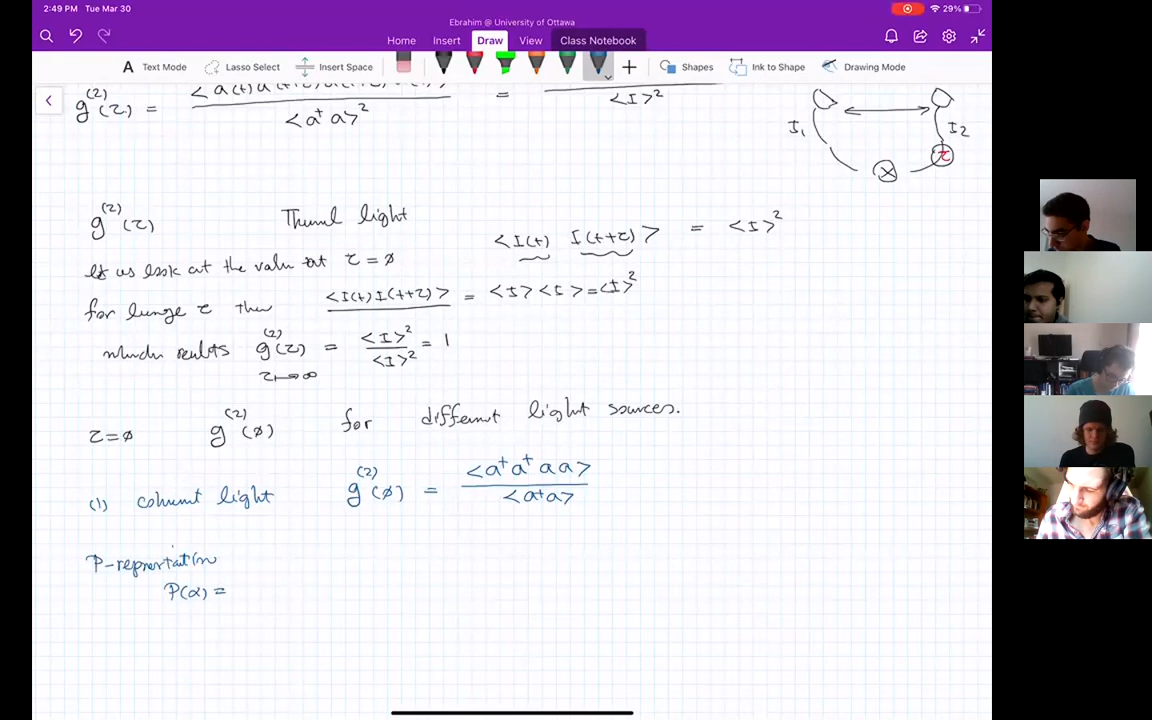 2:49 PM Tue Mar 30
29%
Ebrahim @ University of Ottawa
Home Insert Draw View Class Notebook
A Text Mode Lasso Select Insert Space + Shapes Ink to Shape Drawing Mode
g⁽²⁾(τ) = / <a†a>² = / <I>²
I₁ I₂
τ
X
g⁽²⁾(τ) Thermal light <I(t) I(t+τ)> = <I>²
let us look at the value at τ = ∅
for large τ then <I(t)I(t+τ)> = <I><I> = <I>²
which results g⁽²⁾(τ) = <I>² / <I>² = 1
τ→∞
τ=∅ g⁽²⁾(∅) for different light sources.
(1) coherent light g⁽²⁾(∅) = <a†a†aa> / <a†a>
P-representation
P(α) =